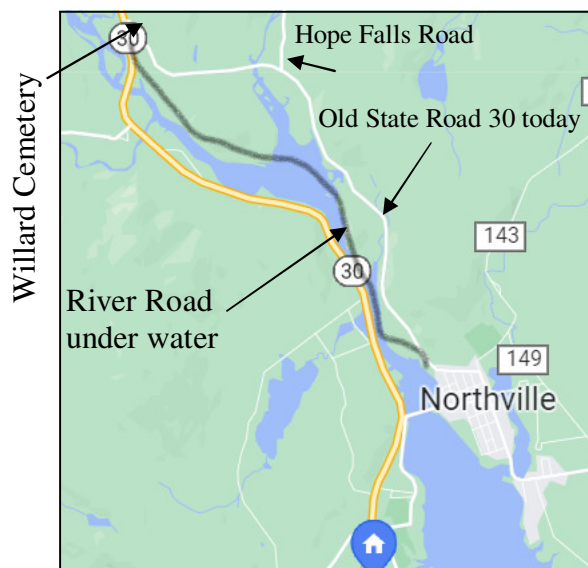 30
Hope Falls Road
Willard Cemetery
Old State Road 30 today
143
30
River Road
under water
149
Northville